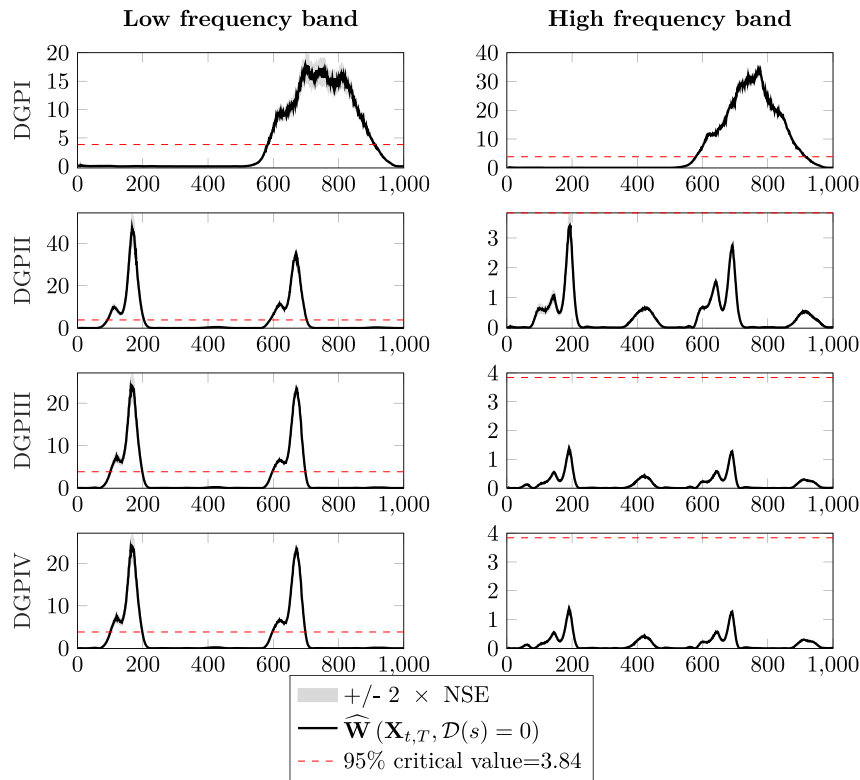 Low frequency band High frequency band
DGPI
20
15
10
5
0
0 200 400 600 800 1,000
40
30
20
10
0
0 200 400 600 800 1,000
DGPII
40
20
0
0 200 400 600 800 1,000
3
2
1
0
0 200 400 600 800 1,000
DGPIII
20
10
0
0 200 400 600 800 1,000
4
3
2
1
0
0 200 400 600 800 1,000
DGPIV
20
10
0
0 200 400 600 800 1,000
4
3
2
1
0
0 200 400 600 800 1,000
+/- 2 × NSE
$\widehat{\mathbf{W}}(\mathbf{X}_{t,T}, \mathcal{D}(s) = 0)$
95% critical value=3.84